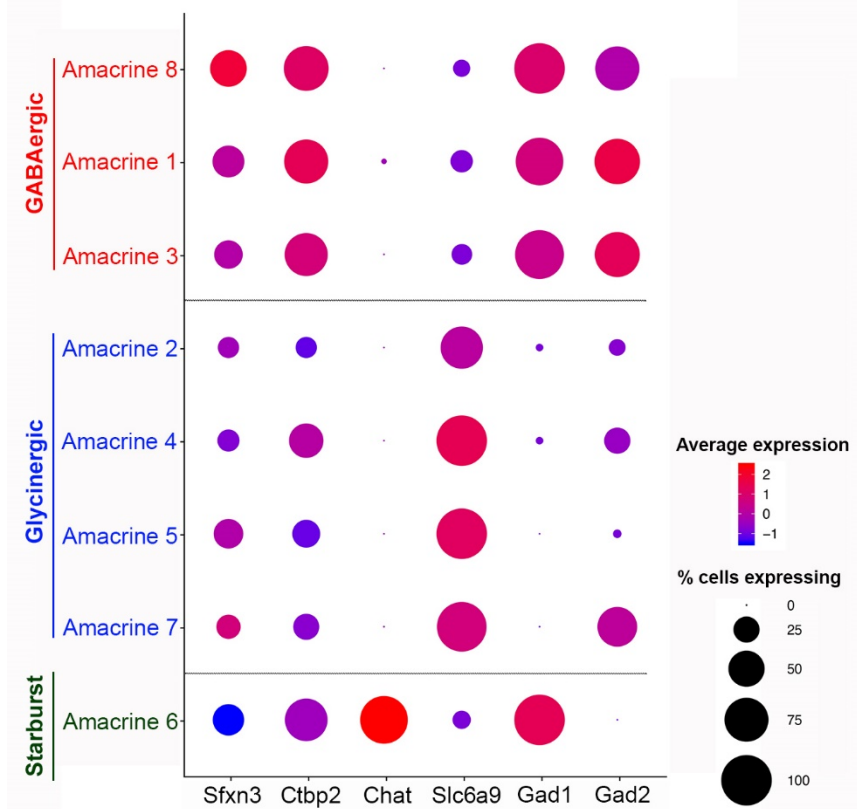 GABAergic
Amacrine 8
Amacrine 1
Amacrine 3
Glycinergic
Amacrine 2
Amacrine 4
Amacrine 5
Amacrine 7
Starburst
Amacrine 6
Sfxn3 Ctbp2 Chat Slc6a9 Gad1 Gad2
Average expression
2
1
0
-1
% cells expressing
0
25
50
75
100